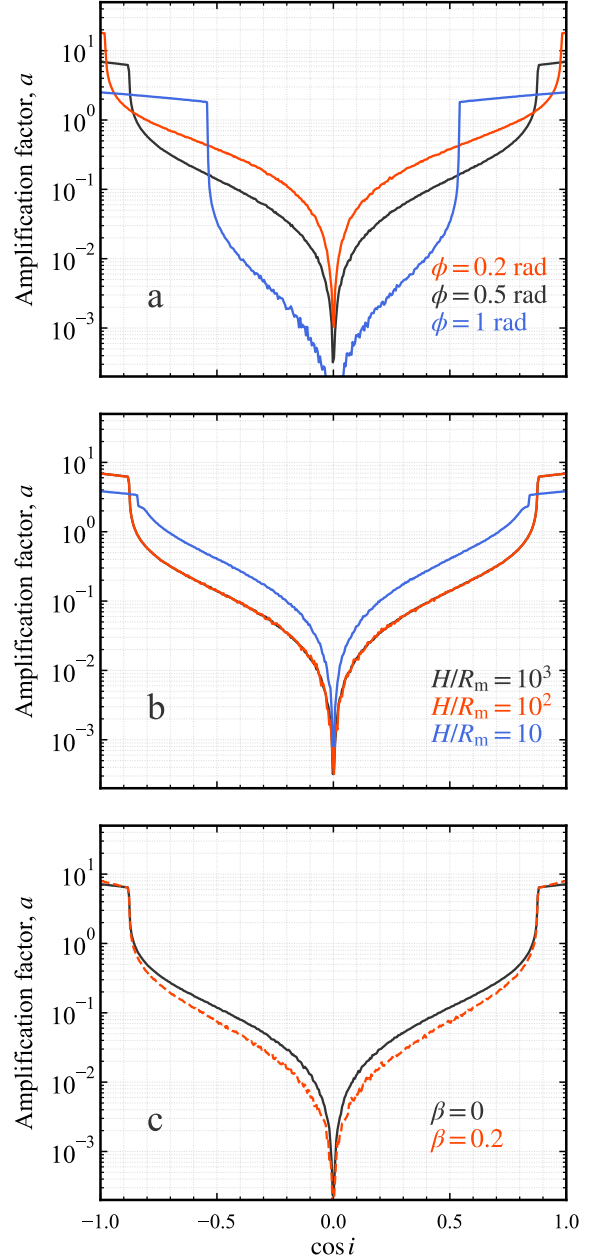 Amplification factor, a
10¹
10⁰
10⁻¹
10⁻²
10⁻³
a
ϕ = 0.2 rad
ϕ = 0.5 rad
ϕ = 1 rad
Amplification factor, a
10¹
10⁰
10⁻¹
10⁻²
10⁻³
b
H/Rₘ = 10³
H/Rₘ = 10²
H/Rₘ = 10
Amplification factor, a
10¹
10⁰
10⁻¹
10⁻²
10⁻³
c
β = 0
β = 0.2
−1.0 −0.5 0.0 0.5 1.0
cos i